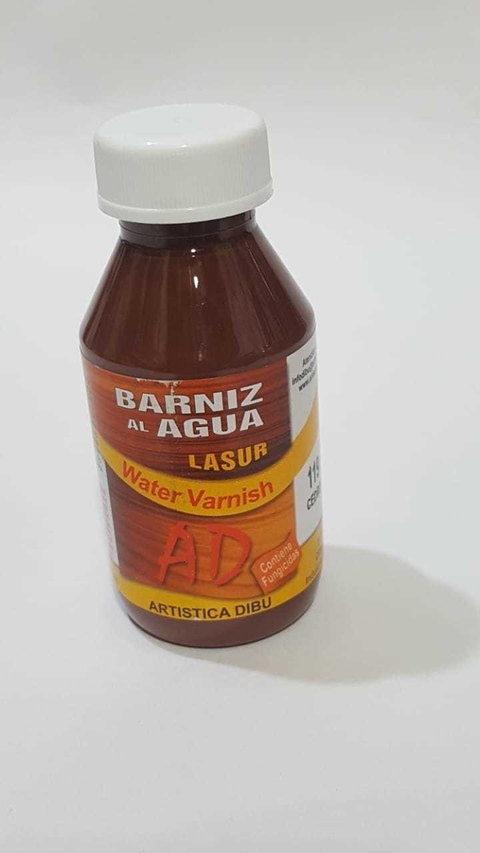 BARNIZ
AL AGUA
LASUR
Water Varnish
AD
Contiene
Fungicidas
ARTISTICA DIBU